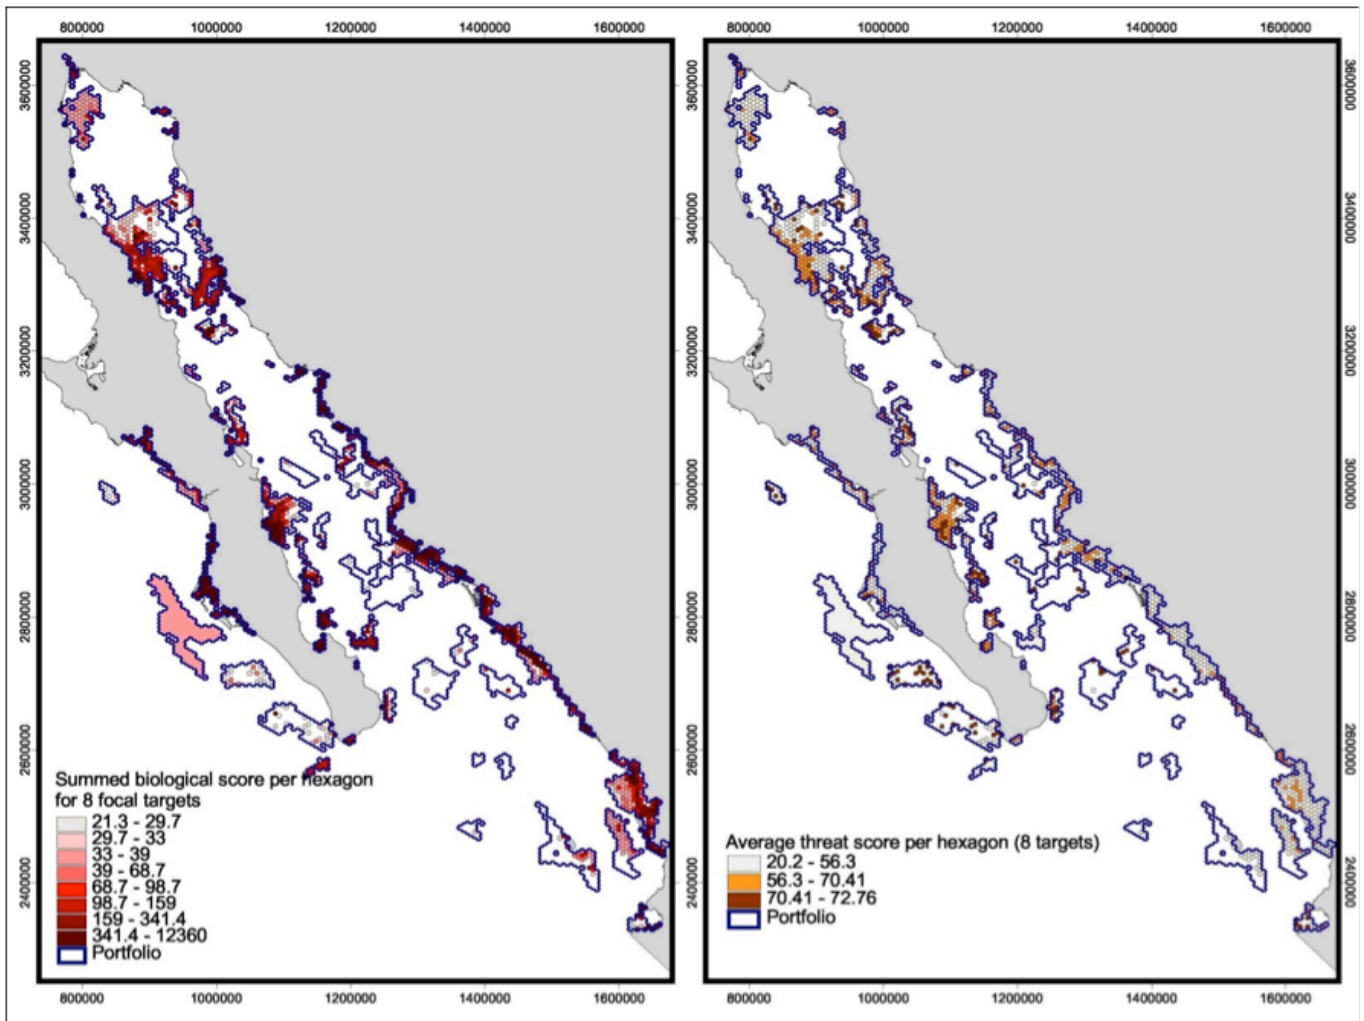 800000 1000000 1200000 1400000 1600000
800000 1000000 1200000 1400000 1600000
3600000
3400000
3200000
3000000
2800000
2600000
2400000
Summed biological score per hexagon
for 8 focal targets
21.3 - 29.7
29.7 - 33
33 - 39
39 - 68.7
68.7 - 98.7
98.7 - 159
159 - 341.4
341.4 - 12360
Portfolio
Average threat score per hexagon (8 targets)
20.2 - 56.3
56.3 - 70.41
70.41 - 72.76
Portfolio
3600000
3400000
3200000
3000000
2800000
2600000
2400000
800000 1000000 1200000 1400000 1600000
800000 1000000 1200000 1400000 1600000